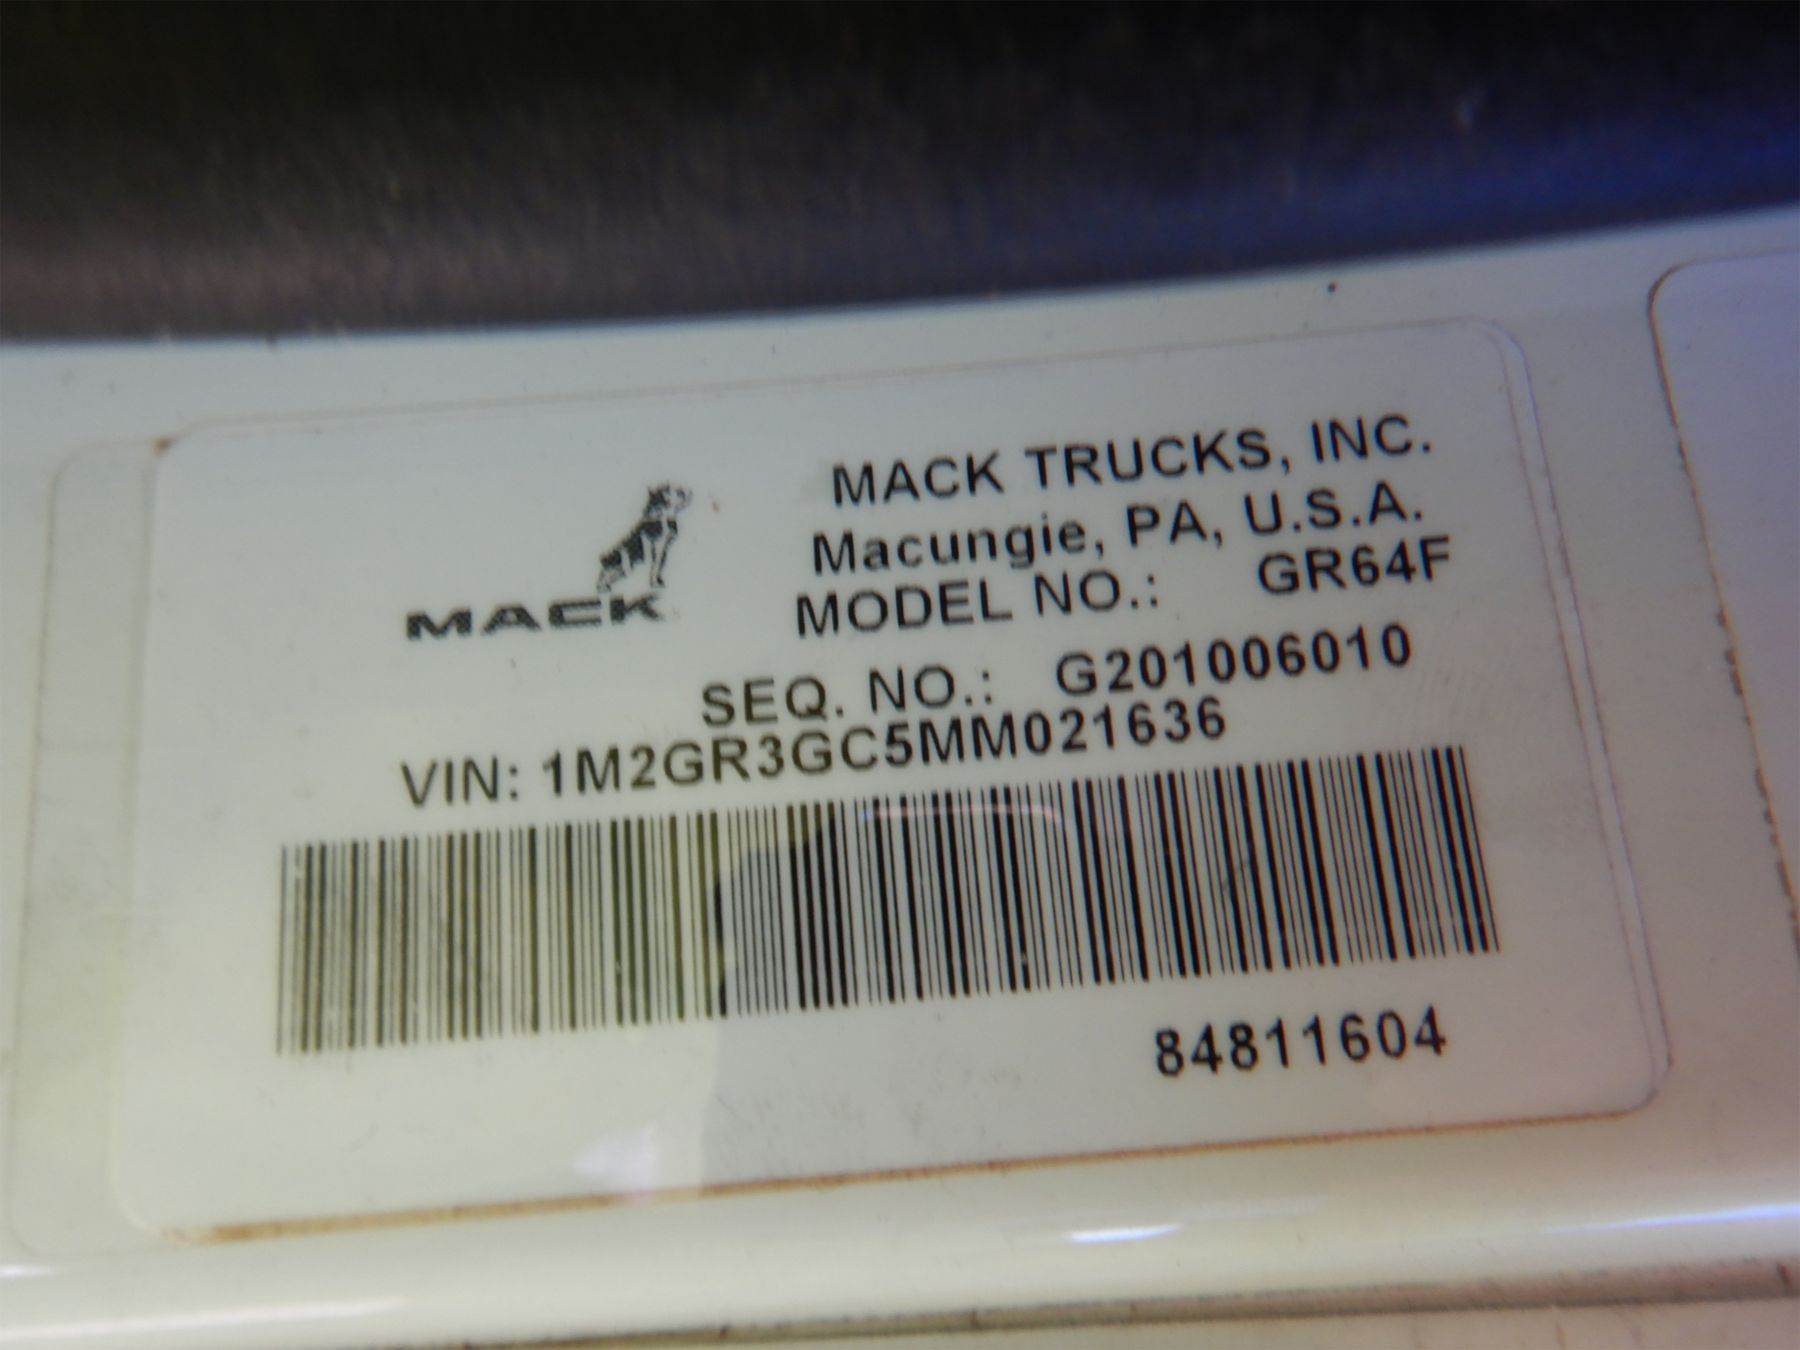 MACK
MACK TRUCKS, INC.
Macungie, PA, U.S.A.
MODEL NO.: GR64F
SEQ. NO.: G201006010
VIN: 1M2GR3GC5MM021636
84811604